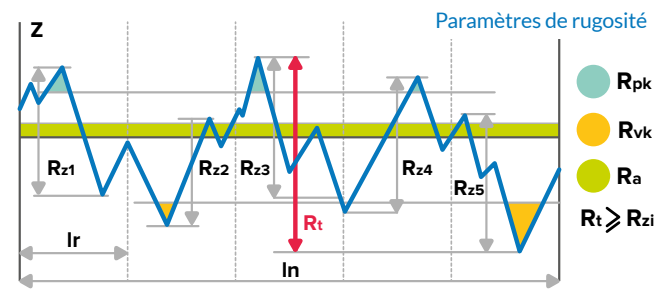 Paramètres de rugosité
Z
Rpk
Rvk
Ra
Rt ⩾ Rzi
Rz1
Rz2
Rz3
Rz4
Rz5
Rt
lr
ln